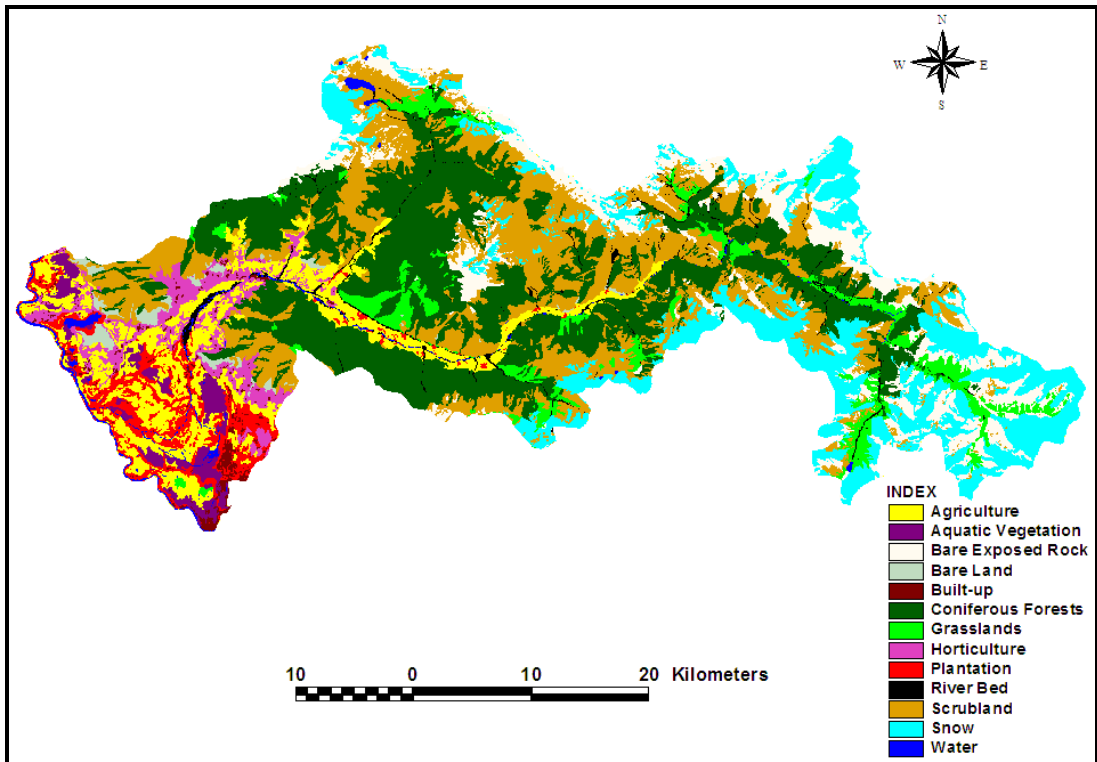 N
W E
S
INDEX
Agriculture
Aquatic Vegetation
Bare Exposed Rock
Bare Land
Built-up
Coniferous Forests
Grasslands
Horticulture
Plantation
River Bed
Scrubland
Snow
Water
10 0 10 20 Kilometers